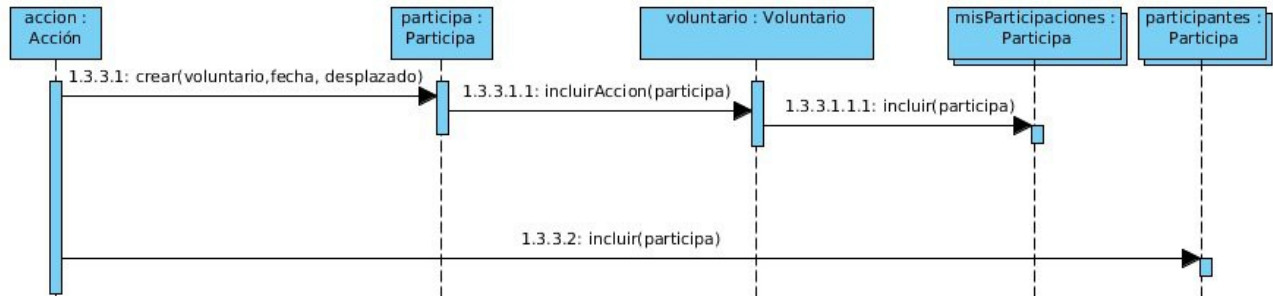 accion :
Acción
participa :
Participa
voluntario : Voluntario
misParticipaciones :
Participa
participantes :
Participa
1.3.3.1: crear(voluntario,fecha, desplazado)
1.3.3.1.1: incluirAccion(participa)
1.3.3.1.1.1: incluir(participa)
1.3.3.2: incluir(participa)